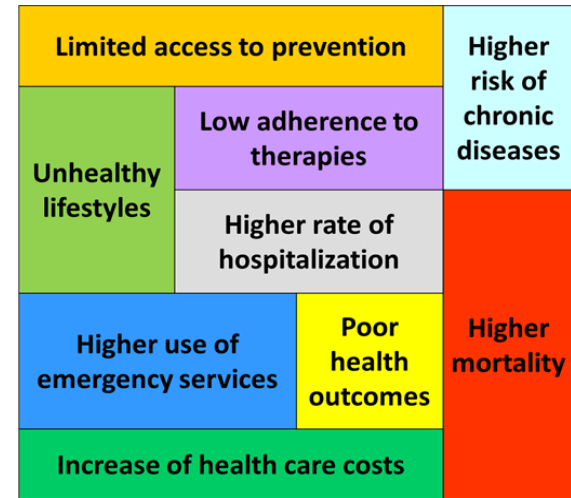 Limited access to prevention
Higher
risk of
chronic
diseases
Unhealthy
lifestyles
Low adherence to
therapies
Higher rate of
hospitalization
Higher use of
emergency services
Poor
health
outcomes
Higher
mortality
Increase of health care costs